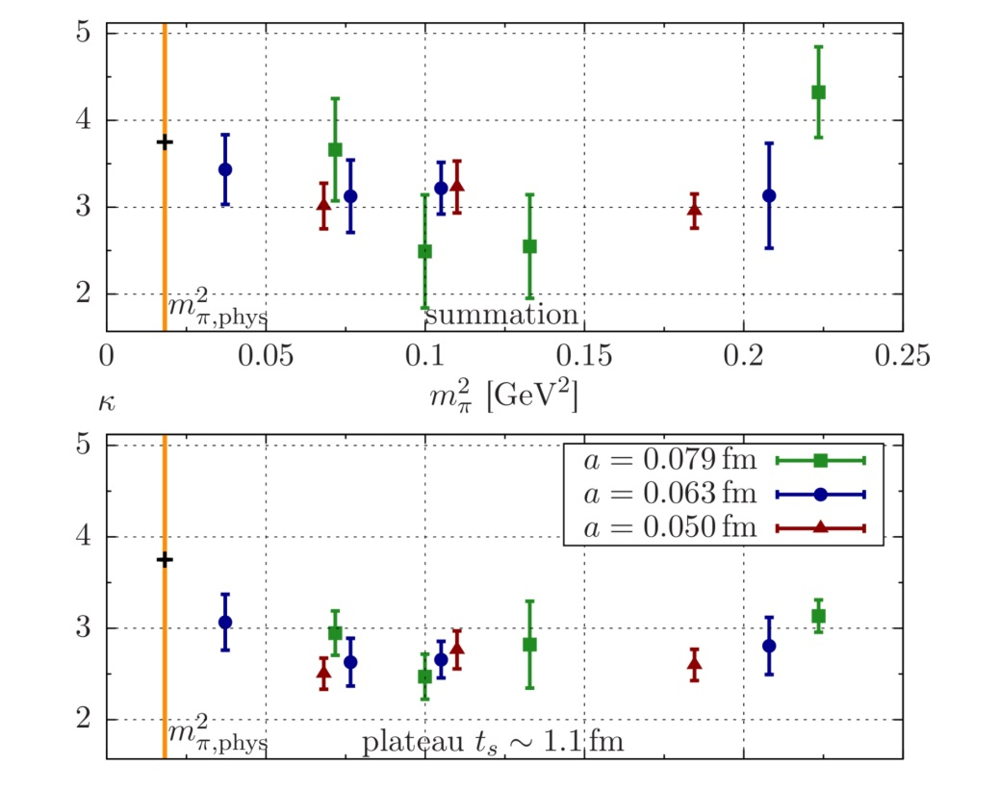 5
4
3
2
m²π,phys
summation
0 0.05 0.1 0.15 0.2 0.25
κ
m²π [GeV²]
5
a = 0.079 fm
a = 0.063 fm
a = 0.050 fm
4
3
2
m²π,phys
plateau tₛ ∼ 1.1 fm